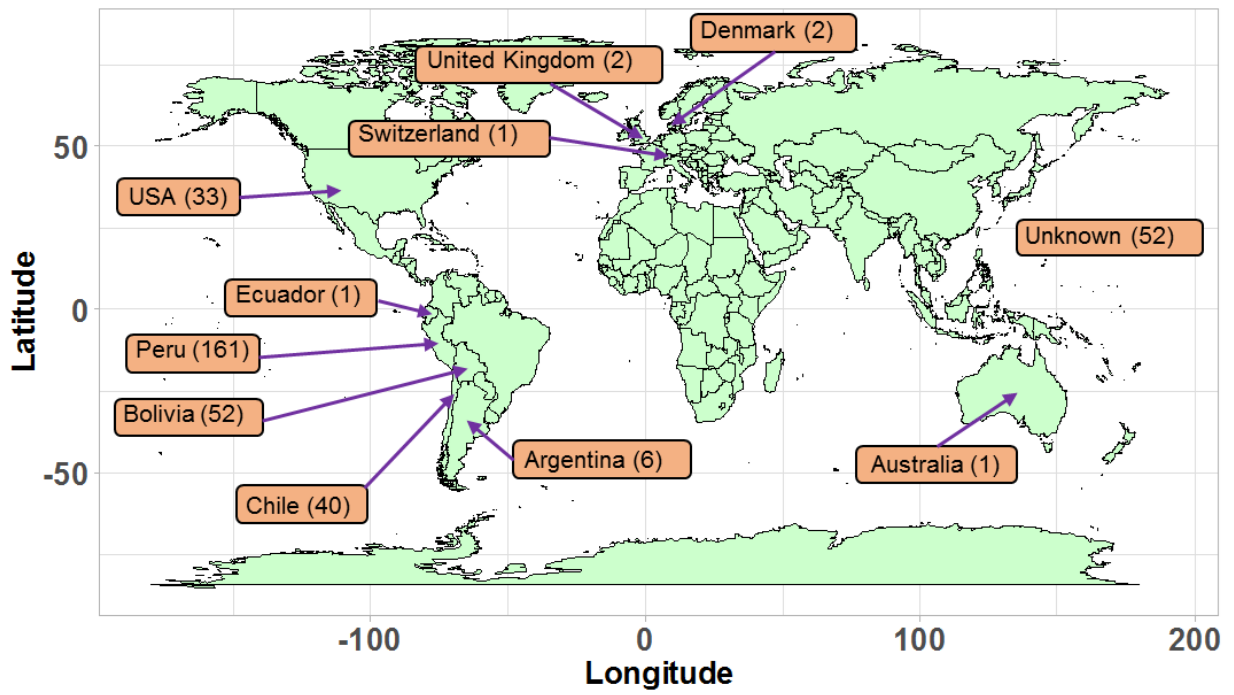 Denmark (2)
United Kingdom (2)
Switzerland (1)
USA (33)
Unknown (52)
Ecuador (1)
Peru (161)
Bolivia (52)
Argentina (6)
Australia (1)
Chile (40)
Latitude
50
0
-50
-100
0
100
200
Longitude